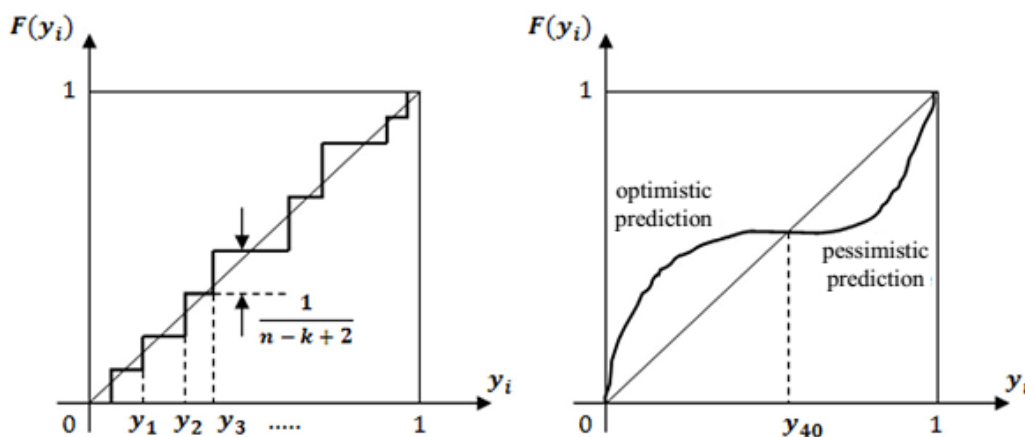 F(y_i)
1
1
n − k + 2
0
y_1
y_2
y_3
.....
1
y_i
F(y_i)
1
optimistic
prediction
pessimistic
prediction
0
y_40
1
y_i